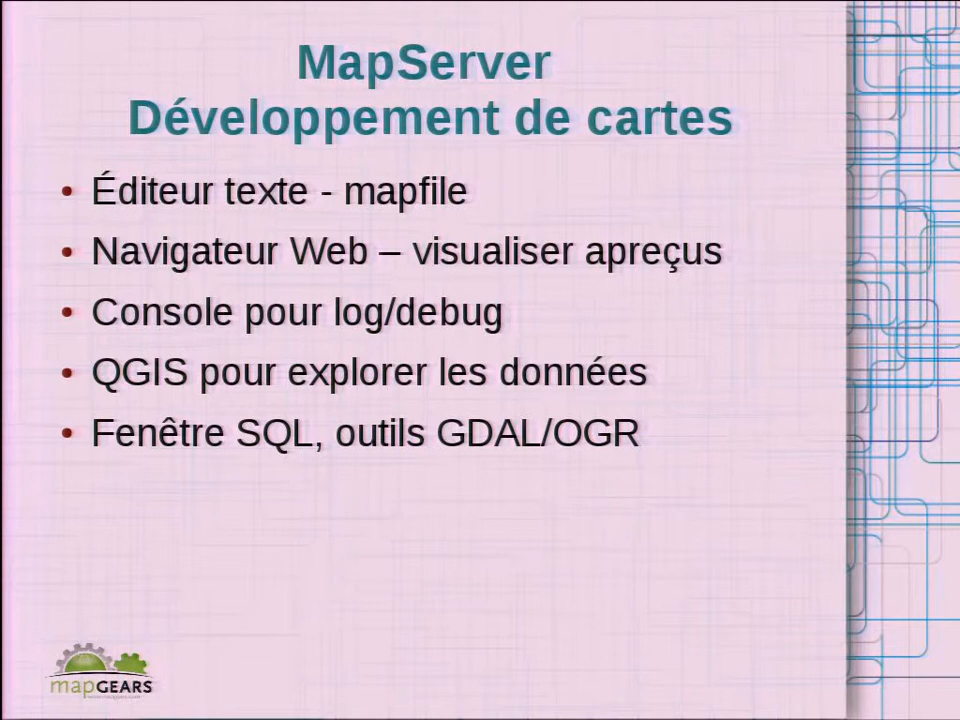 MapServer
Développement de cartes
• Éditeur texte - mapfile
• Navigateur Web – visualiser apreçus
• Console pour log/debug
• QGIS pour explorer les données
• Fenêtre SQL, outils GDAL/OGR
mapGEARS